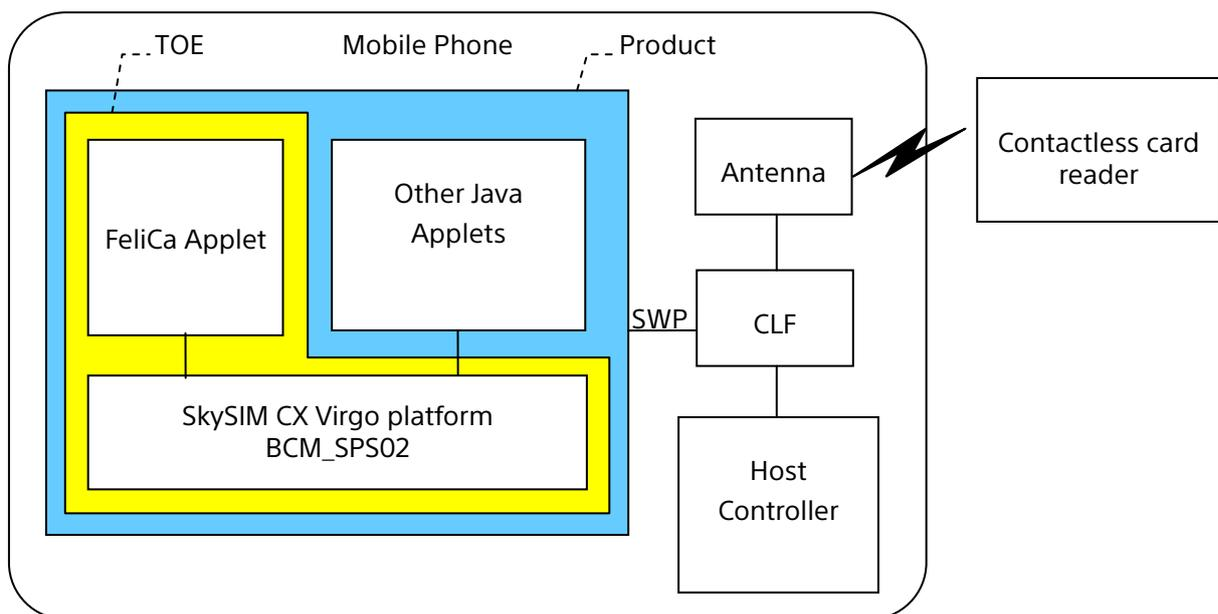 TOE
Mobile Phone
Product
FeliCa Applet
Other Java
Applets
SkySIM CX Virgo platform
BCM_SPS02
SWP
Antenna
CLF
Host
Controller
Contactless card
reader